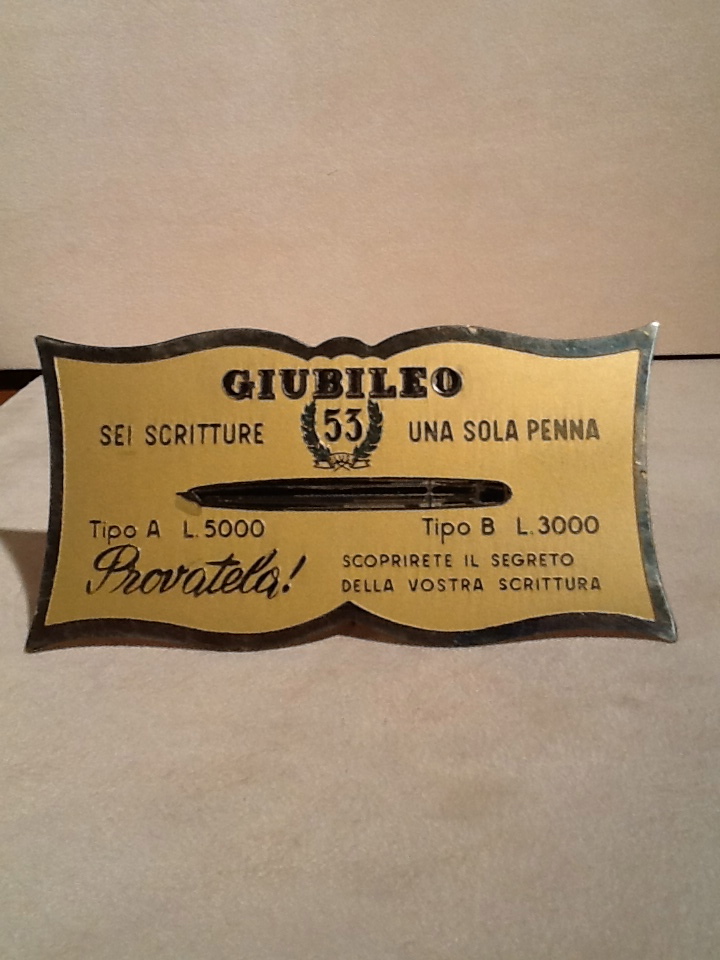 GIUBILEO
SEI SCRITTURE 53 UNA SOLA PENNA
Tipo A L.5000 Tipo B L.3000
Provatela!
SCOPRIRETE IL SEGRETO
DELLA VOSTRA SCRITTURA